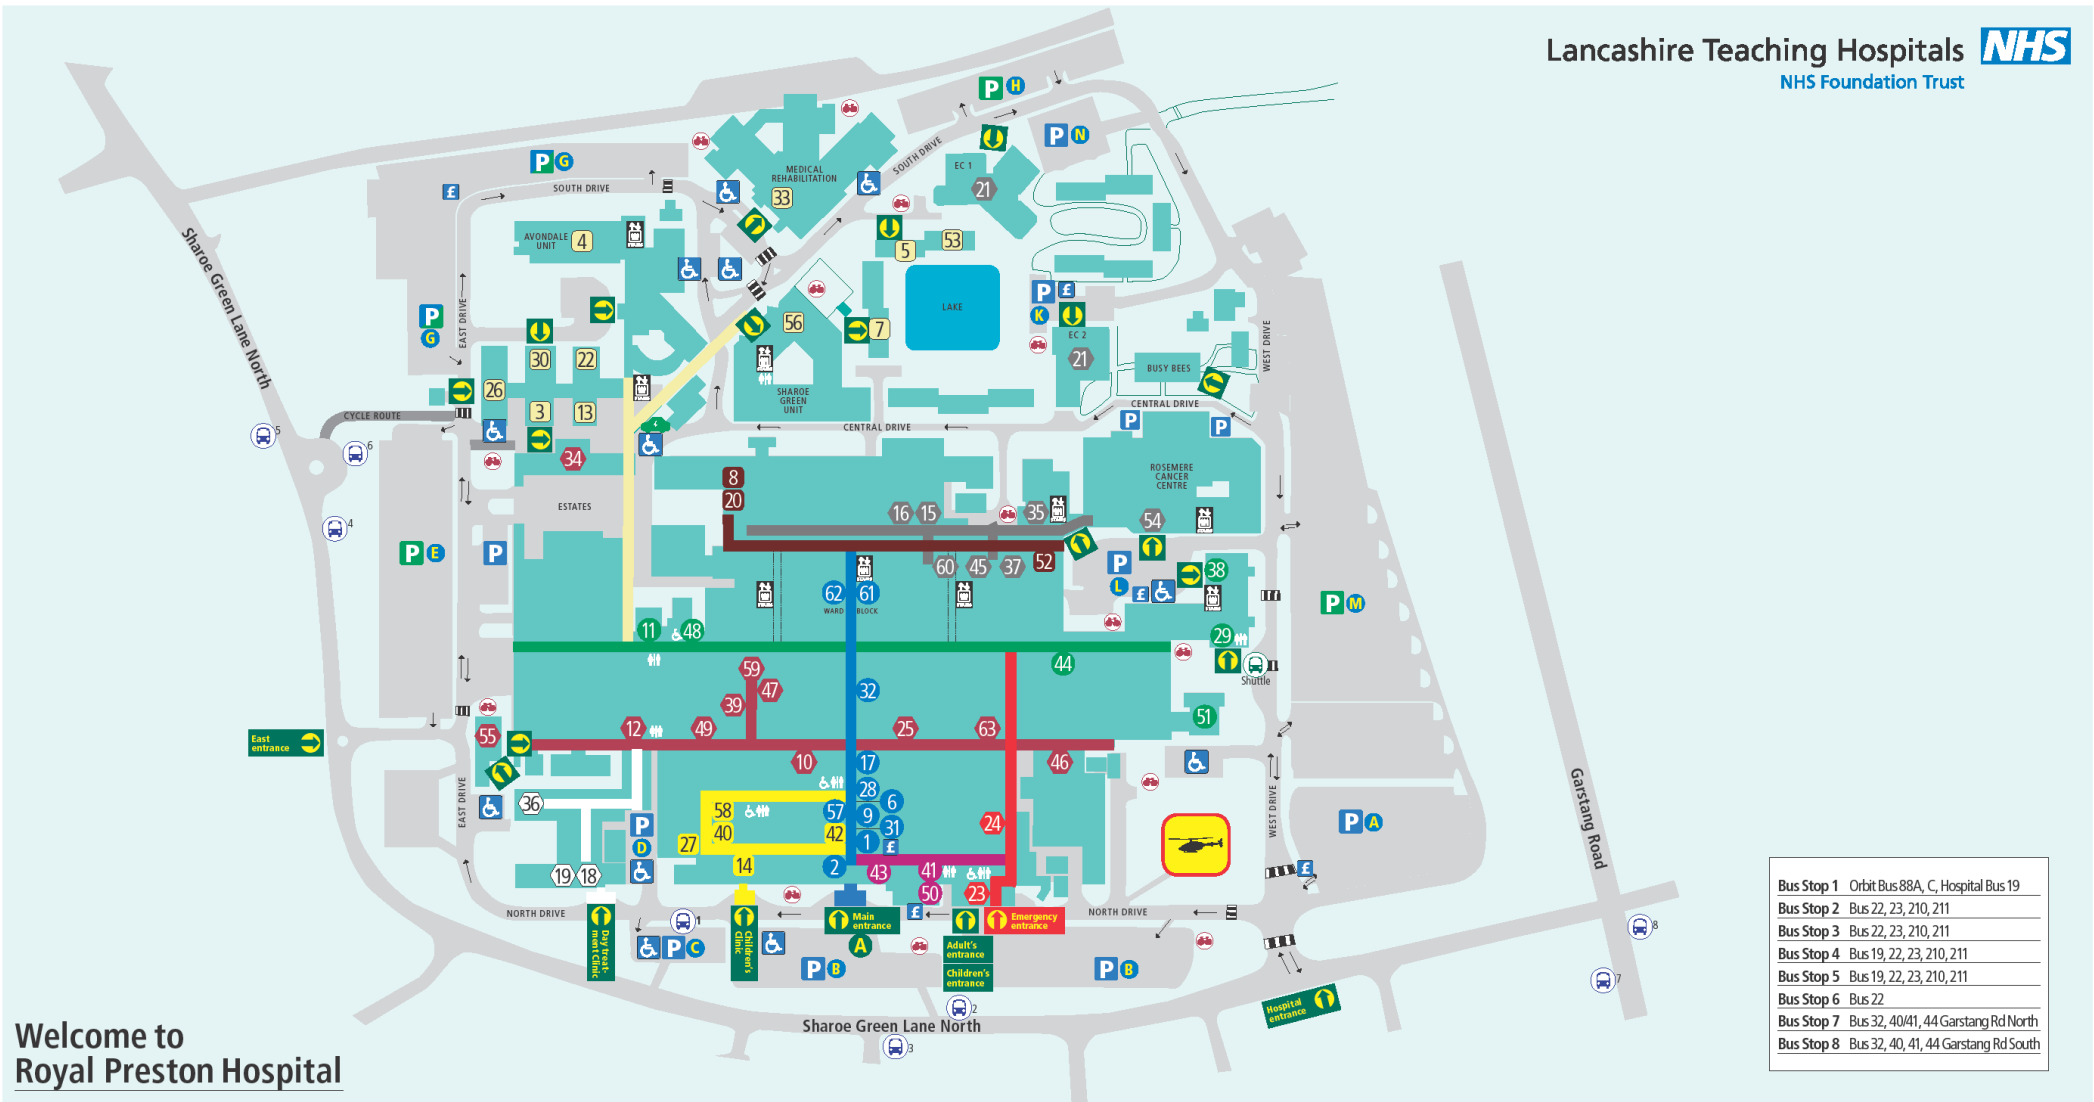 Lancashire Teaching Hospitals NHS
NHS Foundation Trust
P H
P N
P G
£
SOUTH DRIVE
SOUTH DRIVE
MEDICAL
REHABILITATION
33
EC 1
21
AVONDALE
UNIT
4
5
53
LAKE
P £
K
EC 2
21
P
G
EAST DRIVE
56
7
30
22
26
3
13
SHAROE
GREEN
UNIT
BUSY BEES
WEST DRIVE
CENTRAL DRIVE
P
P
CYCLE ROUTE
Sharoe Green Lane North
5
6
4
CENTRAL DRIVE
34
ESTATES
8
20
16
15
35
ROSEMERE
CANCER
CENTRE
54
P E
P
60
45
37
52
P
L
£
38
62
61
WARD
BLOCK
P M
11
48
29
44
Shuttle
59
47
39
32
51
12
49
25
63
55
East
entrance
10
17
46
28
36
58
57
6
40
42
9
31
27
1
£
24
EAST DRIVE
WEST DRIVE
P A
P
D
14
2
43
41
50
23
19
18
£
NORTH DRIVE
NORTH DRIVE
1
Day treat-
ment Clinic
Children's
Clinic
Main
entrance
A
£
Emergency
entrance
Adult's
entrance
Children's
entrance
P C
P B
P B
2
Sharoe Green Lane North
3
Hospital
entrance
Garstang Road
8
7
Welcome to
Royal Preston Hospital
Bus Stop 1 Orbit Bus 88A, C, Hospital Bus 19
Bus Stop 2 Bus 22, 23, 210, 211
Bus Stop 3 Bus 22, 23, 210, 211
Bus Stop 4 Bus 19, 22, 23, 210, 211
Bus Stop 5 Bus 19, 22, 23, 210, 211
Bus Stop 6 Bus 22
Bus Stop 7 Bus 32, 40/41, 44 Garstang Rd North
Bus Stop 8 Bus 32, 40, 41, 44 Garstang Rd South